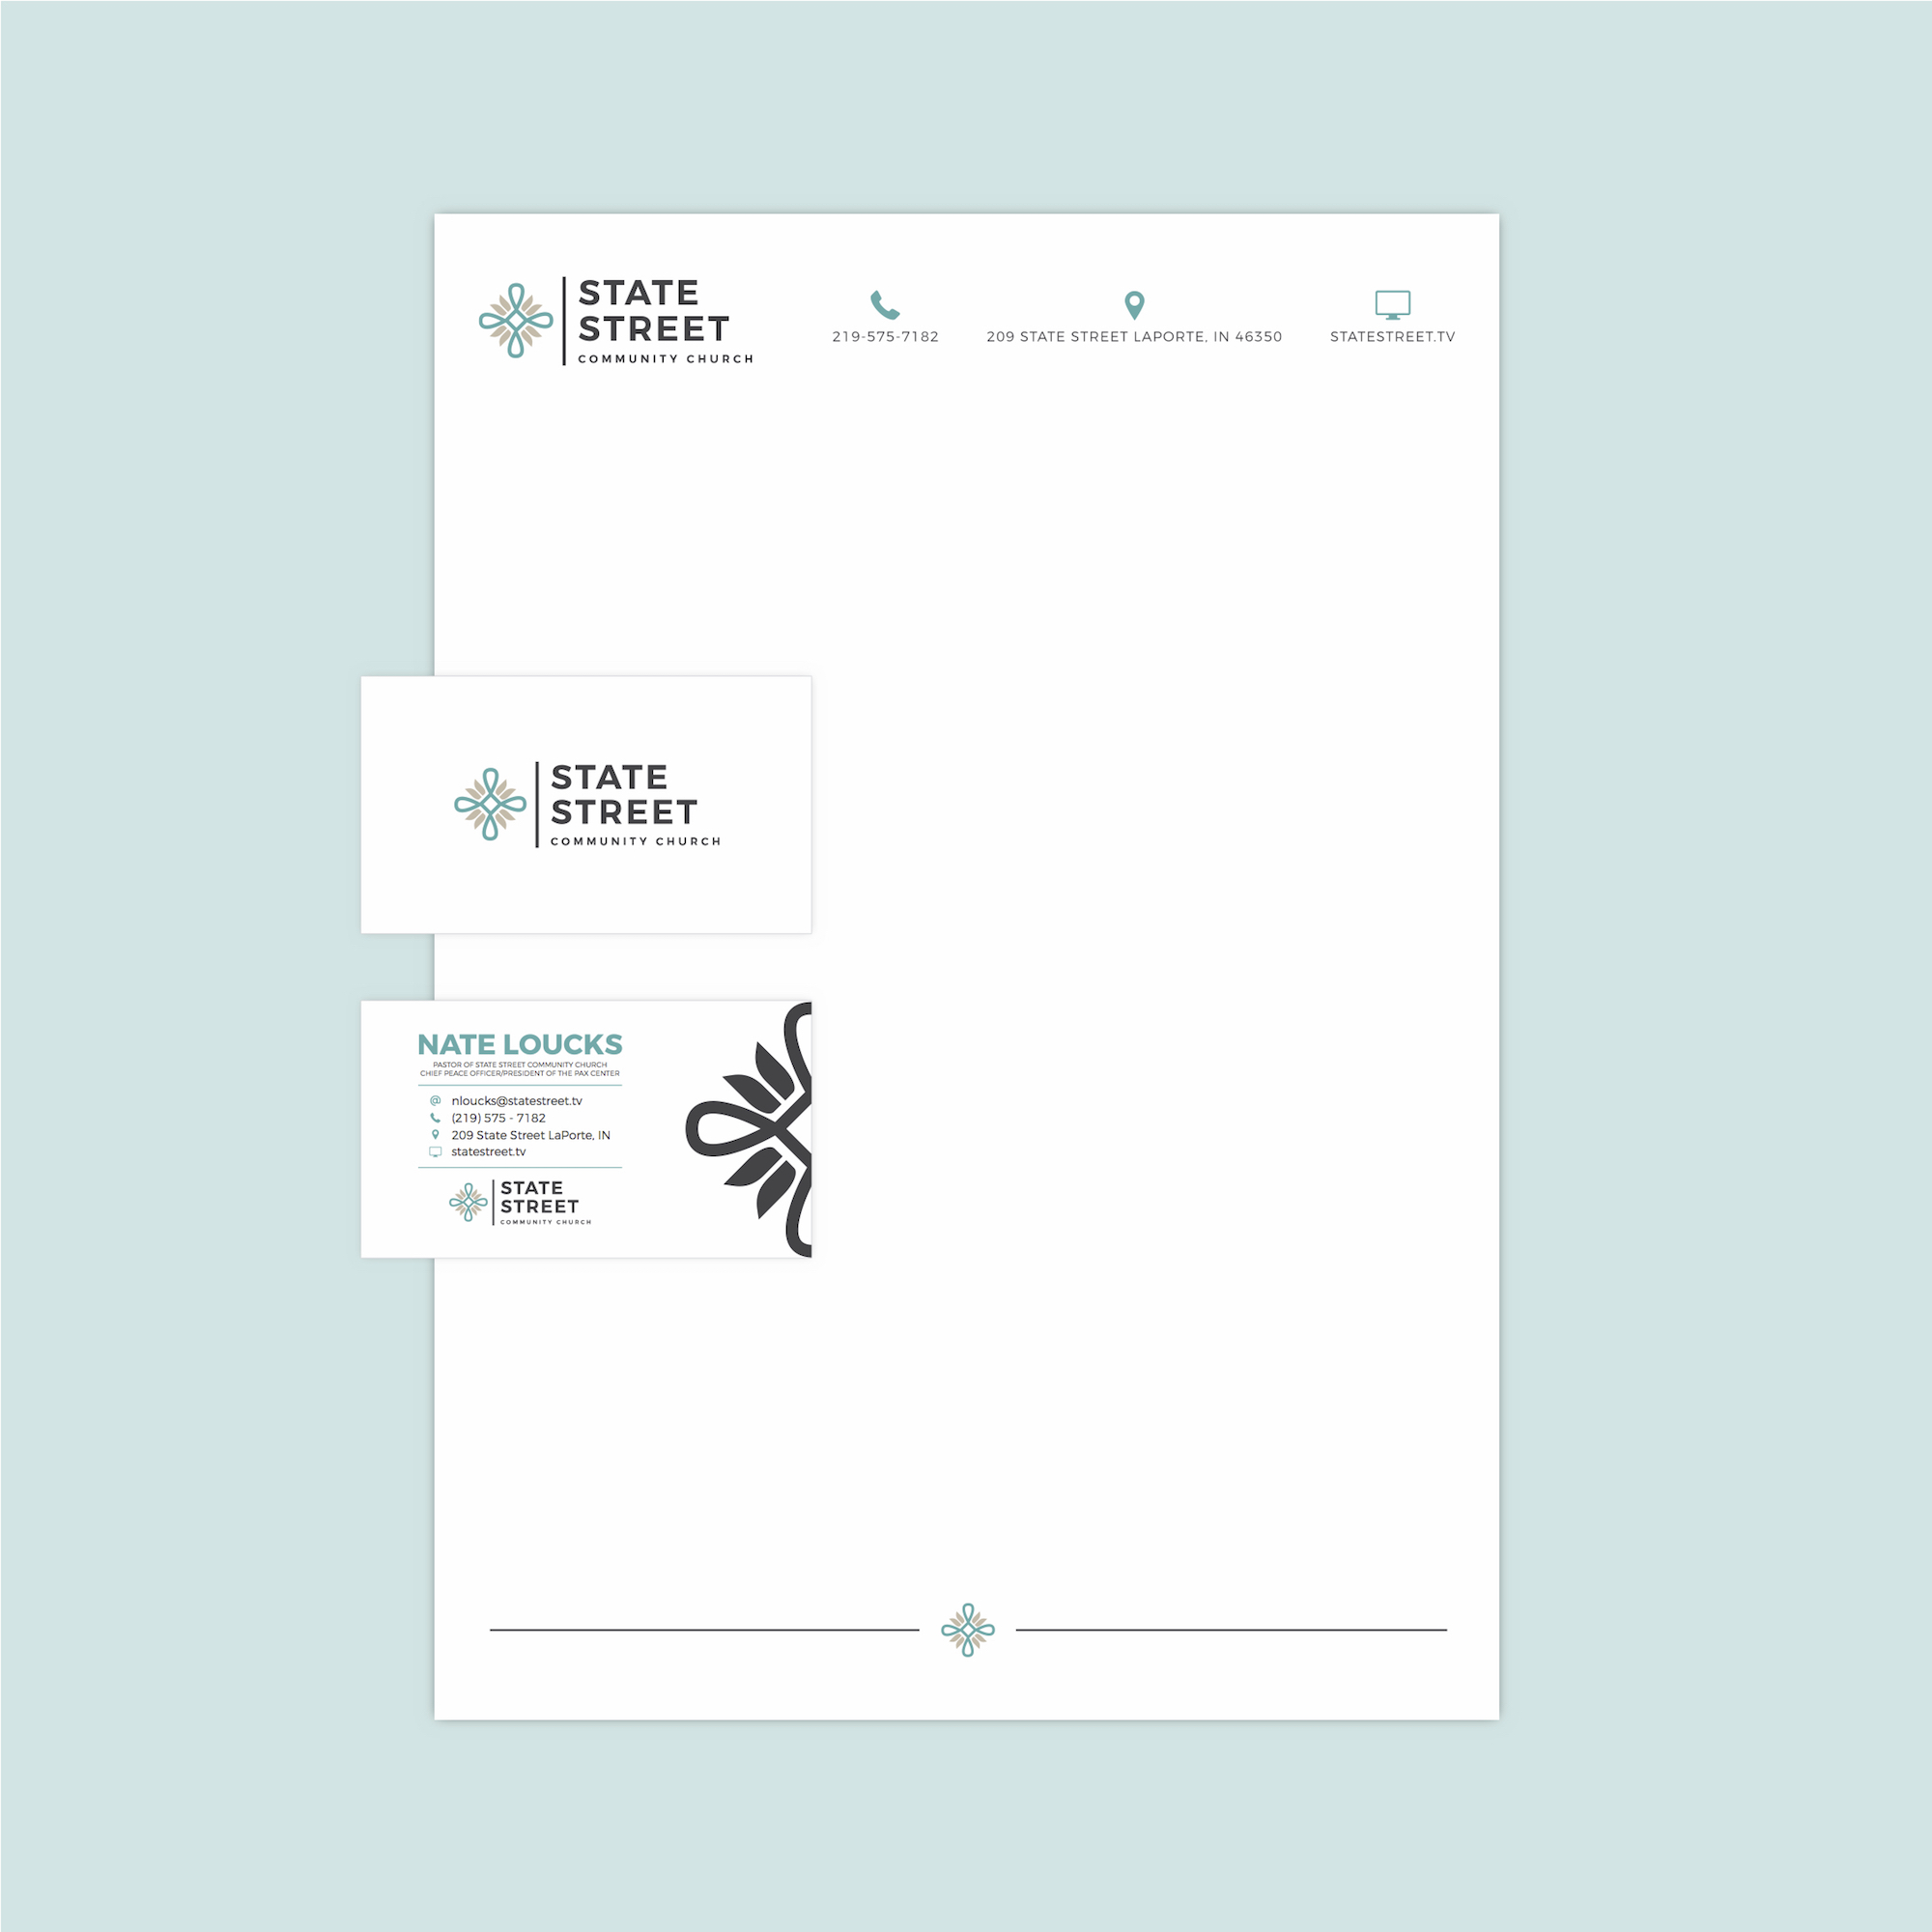 STATE
STREET
COMMUNITY CHURCH
219-575-7182
209 STATE STREET LAPORTE, IN 46350
STATESTREET.TV
STATE
STREET
COMMUNITY CHURCH
NATE LOUCKS
PASTOR OF STATE STREET COMMUNITY CHURCH
CHIEF PEACE OFFICER/PRESIDENT OF THE PAX CENTER
@ nloucks@statestreet.tv
(219) 575 - 7182
209 State Street LaPorte, IN
statestreet.tv
STATE
STREET
COMMUNITY CHURCH